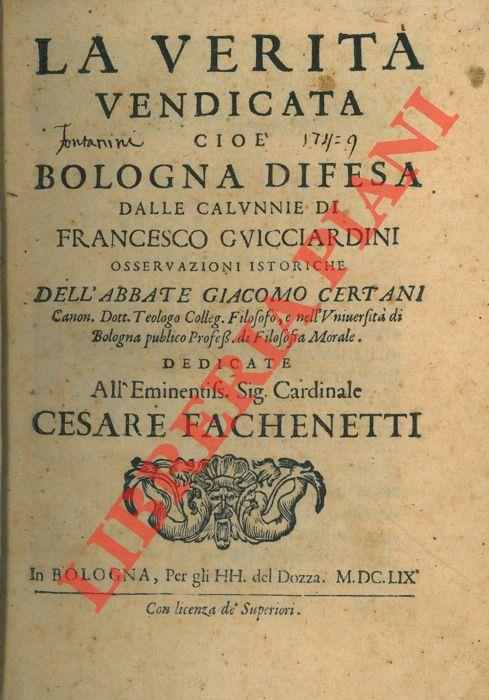 LA VERITÀ
VENDICATA
Fontanini CIOE' 174=9
BOLOGNA DIFESA
DALLE CALVNNIE DI
FRANCESCO GVICCIARDINI
OSSERVAZIONI ISTORICHE
DELL'ABBATE GIACOMO CERTANI
Canon. Dott. Teologo Colleg. Filosofo, e nell'Vniuersità di
Bologna publico Profeß. di Filosofia Morale.
DEDICATE
All'Eminentiss. Sig. Cardinale
CESARE FACHENETTI
In BOLOGNA, Per gli HH. del Dozza. M.DC.LIX
Con licenza de' Superiori.
LIBRERIA PIANI